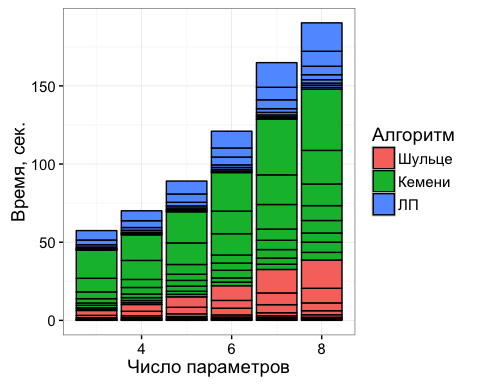 150
100
50
0
Время, сек.
4
6
8
Число параметров
Алгоритм
Шульце
Кемени
ЛП